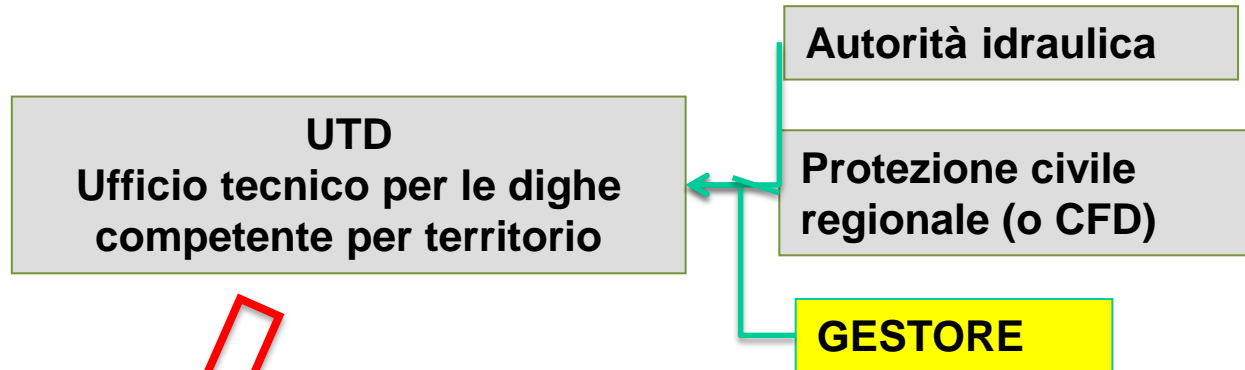 Autorità idraulica
UTD
Ufficio tecnico per le dighe
competente per territorio
Protezione civile
regionale (o CFD)
GESTORE